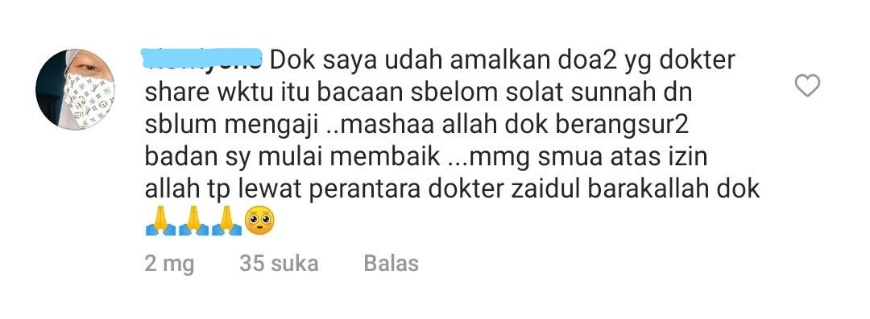 Dok saya udah amalkan doa2 yg dokter
share wktu itu bacaan sbelom solat sunnah dn
sblum mengaji ..mashaa allah dok berangsur2
badan sy mulai membaik ...mmg smua atas izin
allah tp lewat perantara dokter zaidul barakallah dok
🙏🙏🙏🥺
2 mg 35 suka Balas